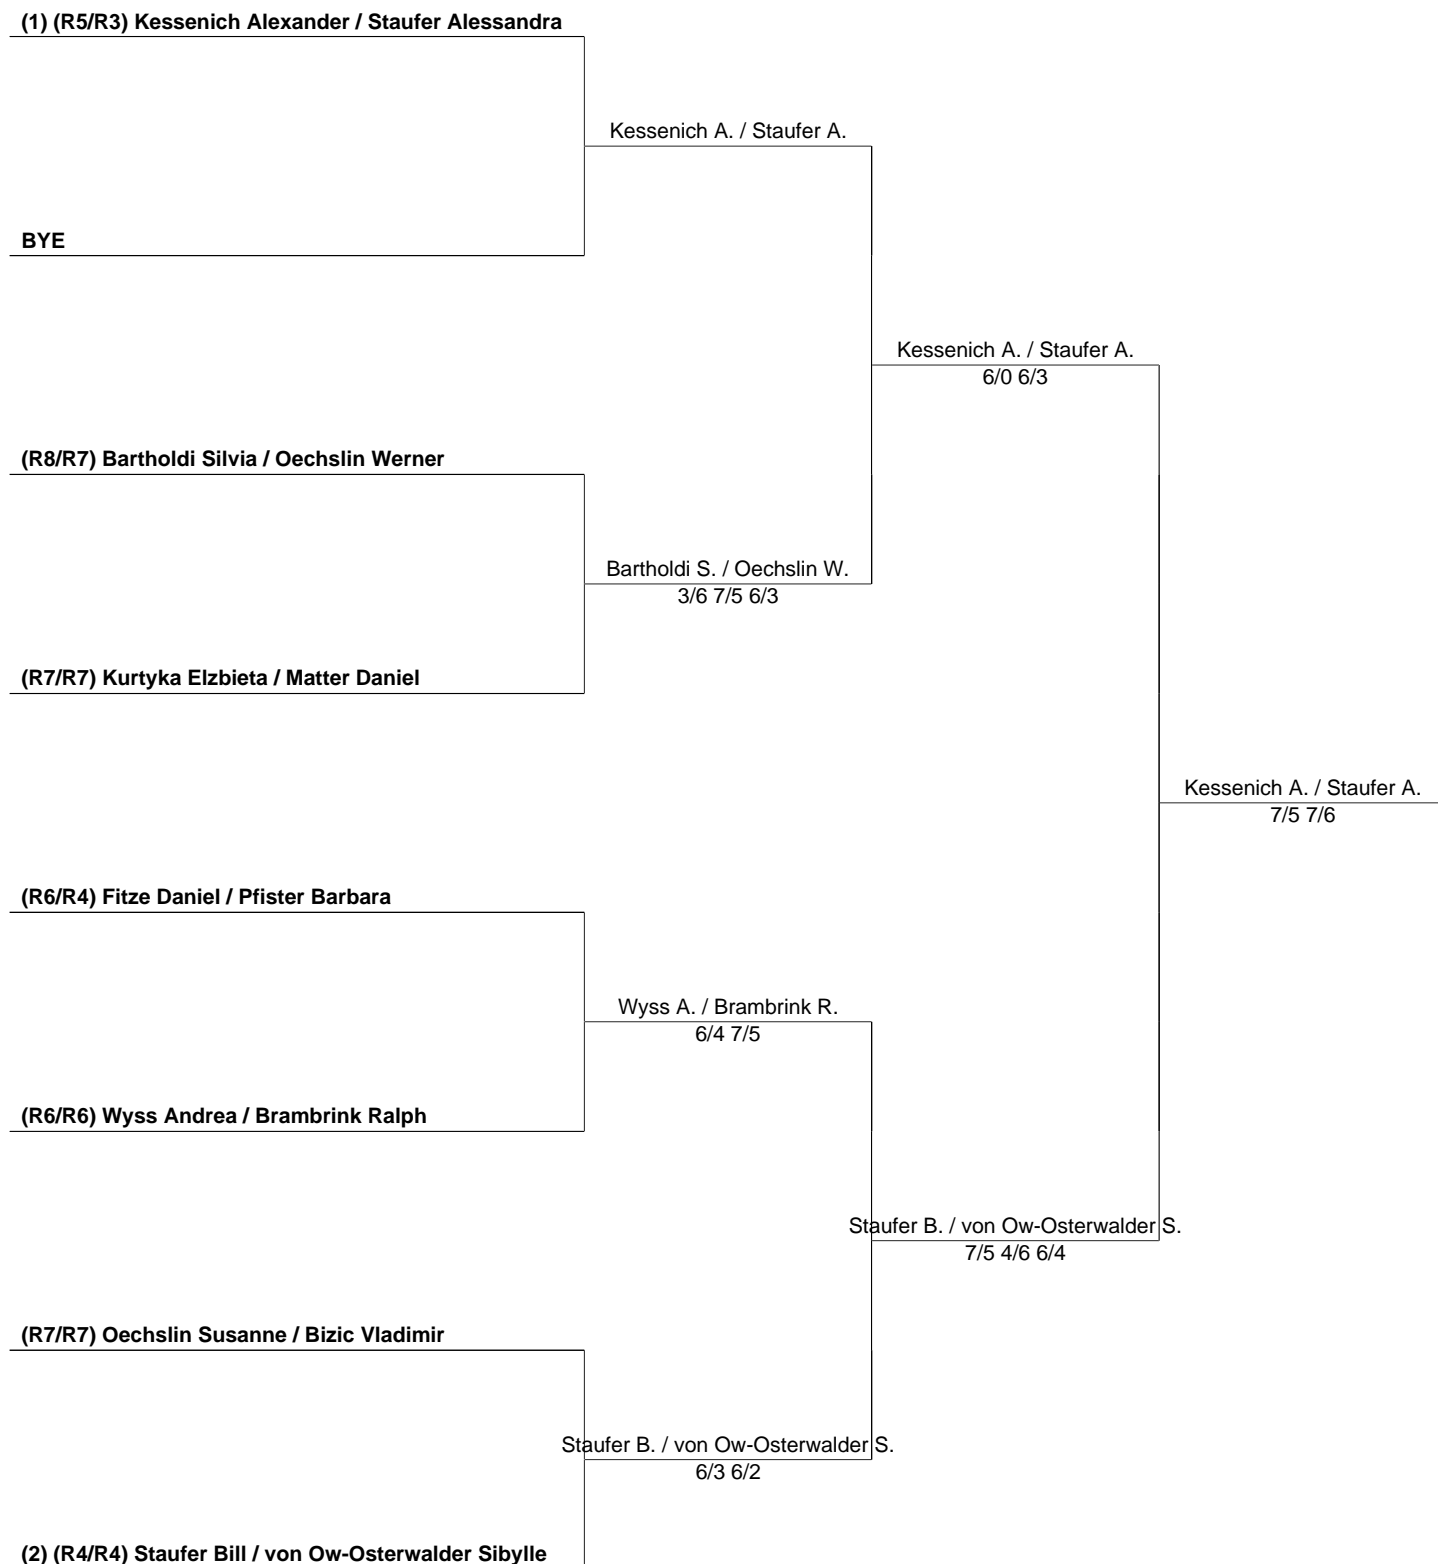 (1) (R5/R3) Kessenich Alexander / Staufer Alessandra
Kessenich A. / Staufer A.
BYE
Kessenich A. / Staufer A.
6/0 6/3
(R8/R7) Bartholdi Silvia / Oechslin Werner
Bartholdi S. / Oechslin W.
3/6 7/5 6/3
(R7/R7) Kurtyka Elzbieta / Matter Daniel
Kessenich A. / Staufer A.
7/5 7/6
(R6/R4) Fitze Daniel / Pfister Barbara
Wyss A. / Brambrink R.
6/4 7/5
(R6/R6) Wyss Andrea / Brambrink Ralph
Staufer B. / von Ow-Osterwalder S.
7/5 4/6 6/4
(R7/R7) Oechslin Susanne / Bizic Vladimir
Staufer B. / von Ow-Osterwalder S.
6/3 6/2
(2) (R4/R4) Staufer Bill / von Ow-Osterwalder Sibylle